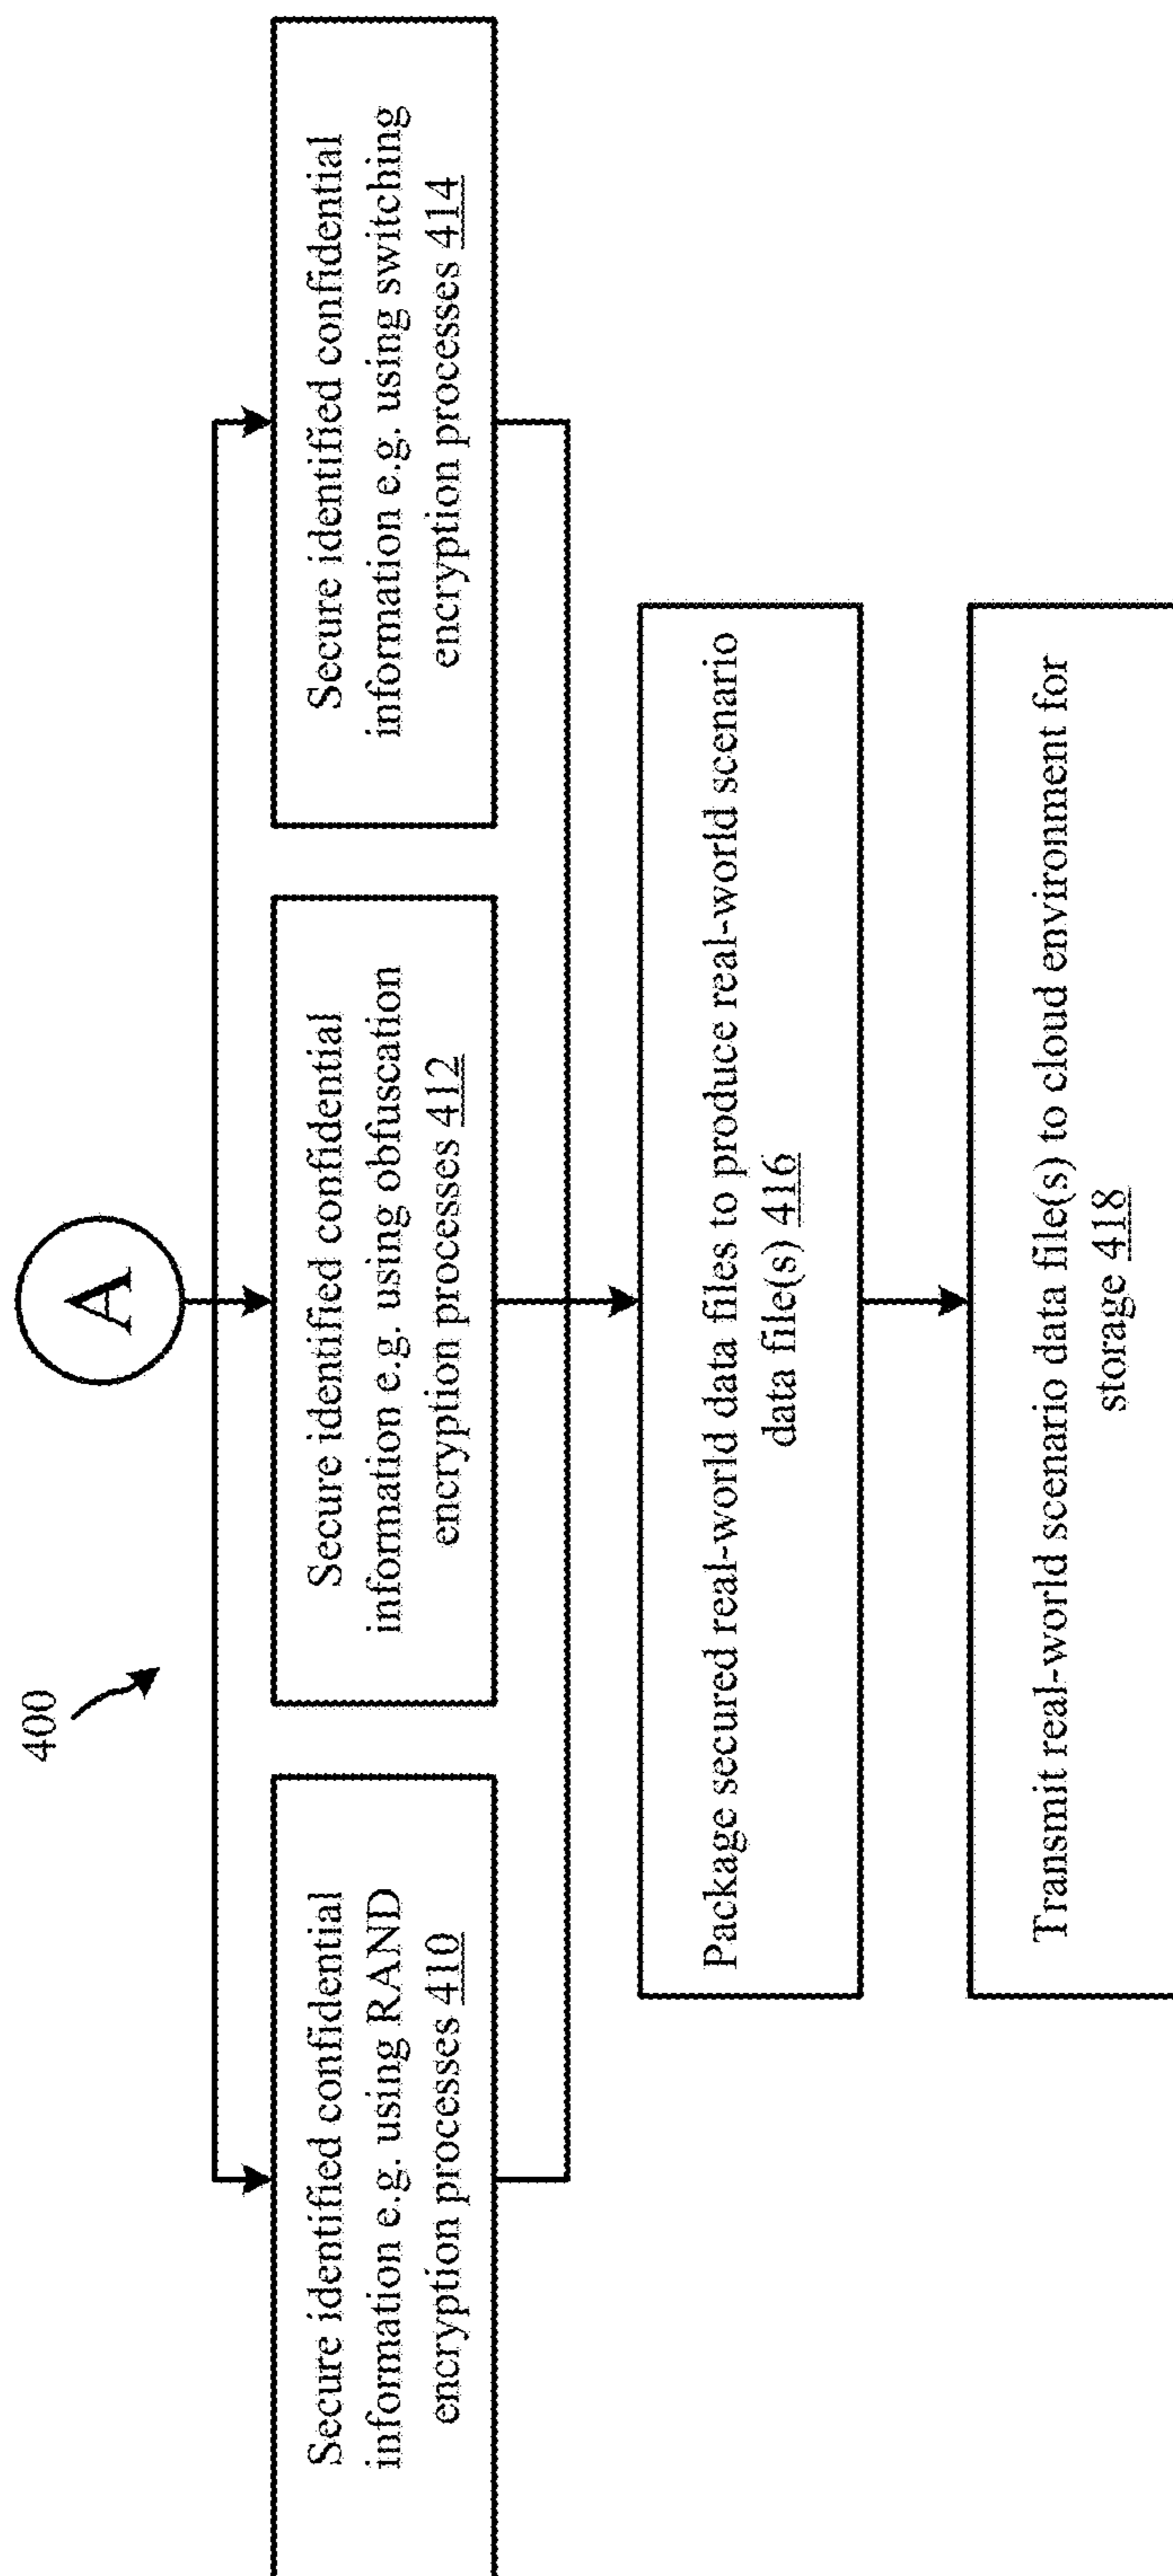 400
A
Secure identified confidential
information e.g. using RAND
encryption processes 410
Secure identified confidential
information e.g. using obfuscation
encryption processes 412
Secure identified confidential
information e.g. using switching
encryption processes 414
Package secured real-world data files to produce real-world scenario
data file(s) 416
Transmit real-world scenario data file(s) to cloud environment for
storage 418